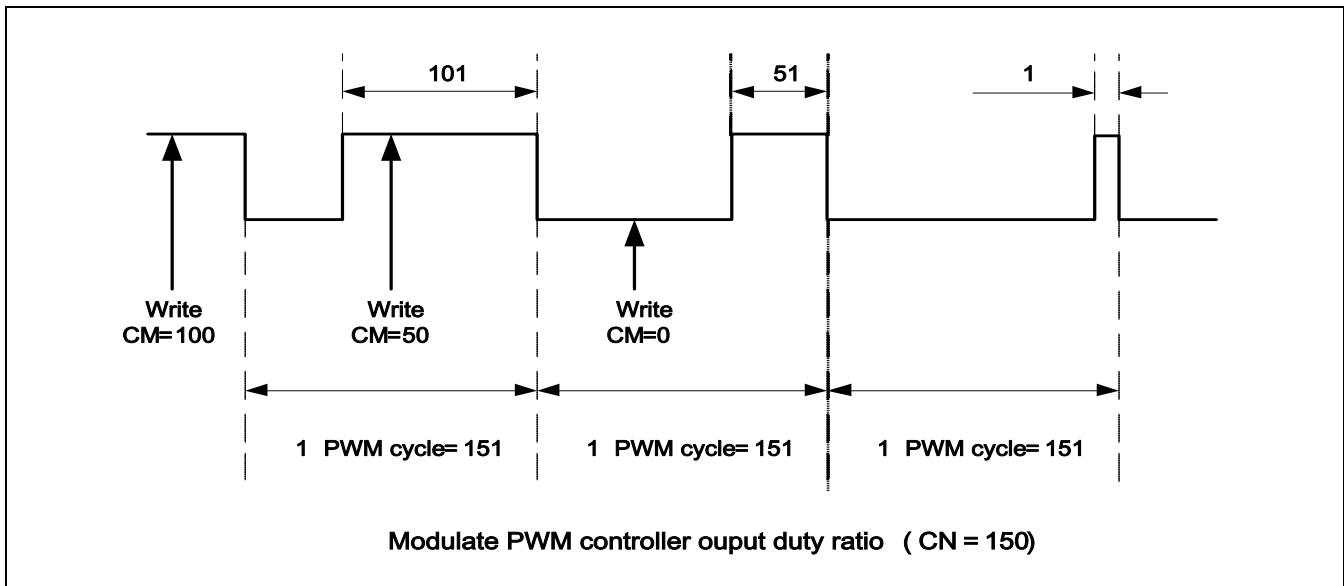 101
51
1
Write
CM=100
Write
CM=50
Write
CM=0
1 PWM cycle=151
1 PWM cycle=151
1 PWM cycle=151
Modulate PWM controller ouput duty ratio ( CN = 150)